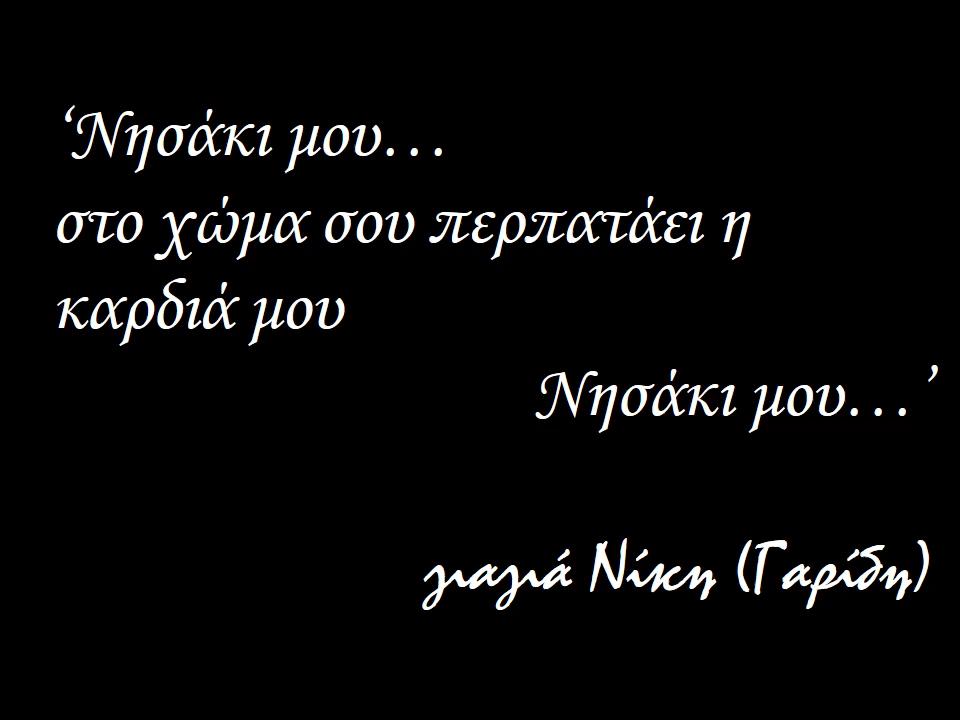 ‘Νησάκι μου…
στο χώμα σου περπατάει η
καρδιά μου
Νησάκι μου…’
γιαγιά Νίκη (Γαρίδη)